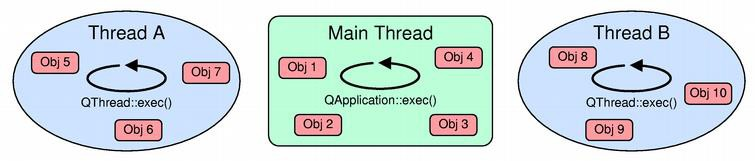 Thread A
Obj 5
Obj 7
QThread::exec()
Obj 6
Main Thread
Obj 4
Obj 1
QApplication::exec()
Obj 2
Obj 3
Thread B
Obj 8
QThread::exec()
Obj 10
Obj 9